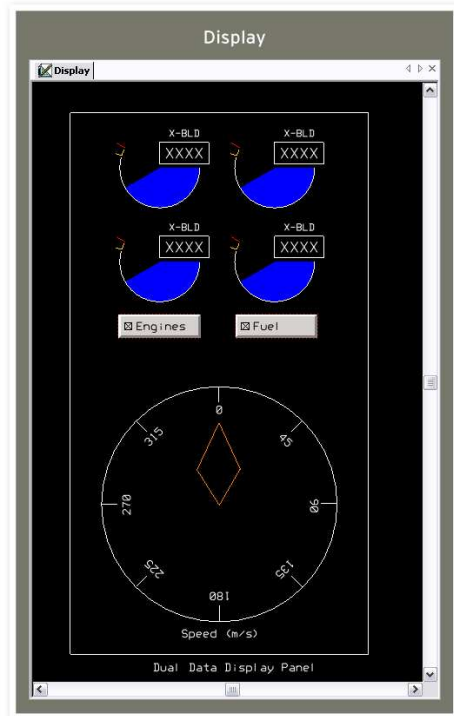 Display
Display
X-BLD X-BLD
XXXX XXXX
X-BLD X-BLD
XXXX XXXX
Engines Fuel
0
45
90
135
180
225
270
315
Speed (m/s)
Dual Data Display Panel